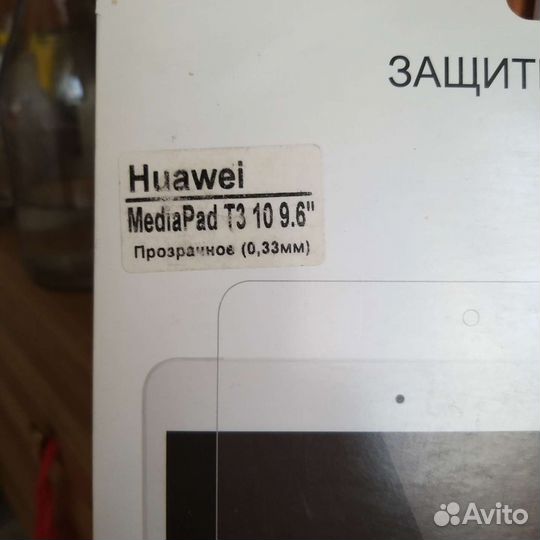 ЗАЩИТ
Huawei
MediaPad T3 10 9.6"
Прозрачное (0,33мм)
Avito